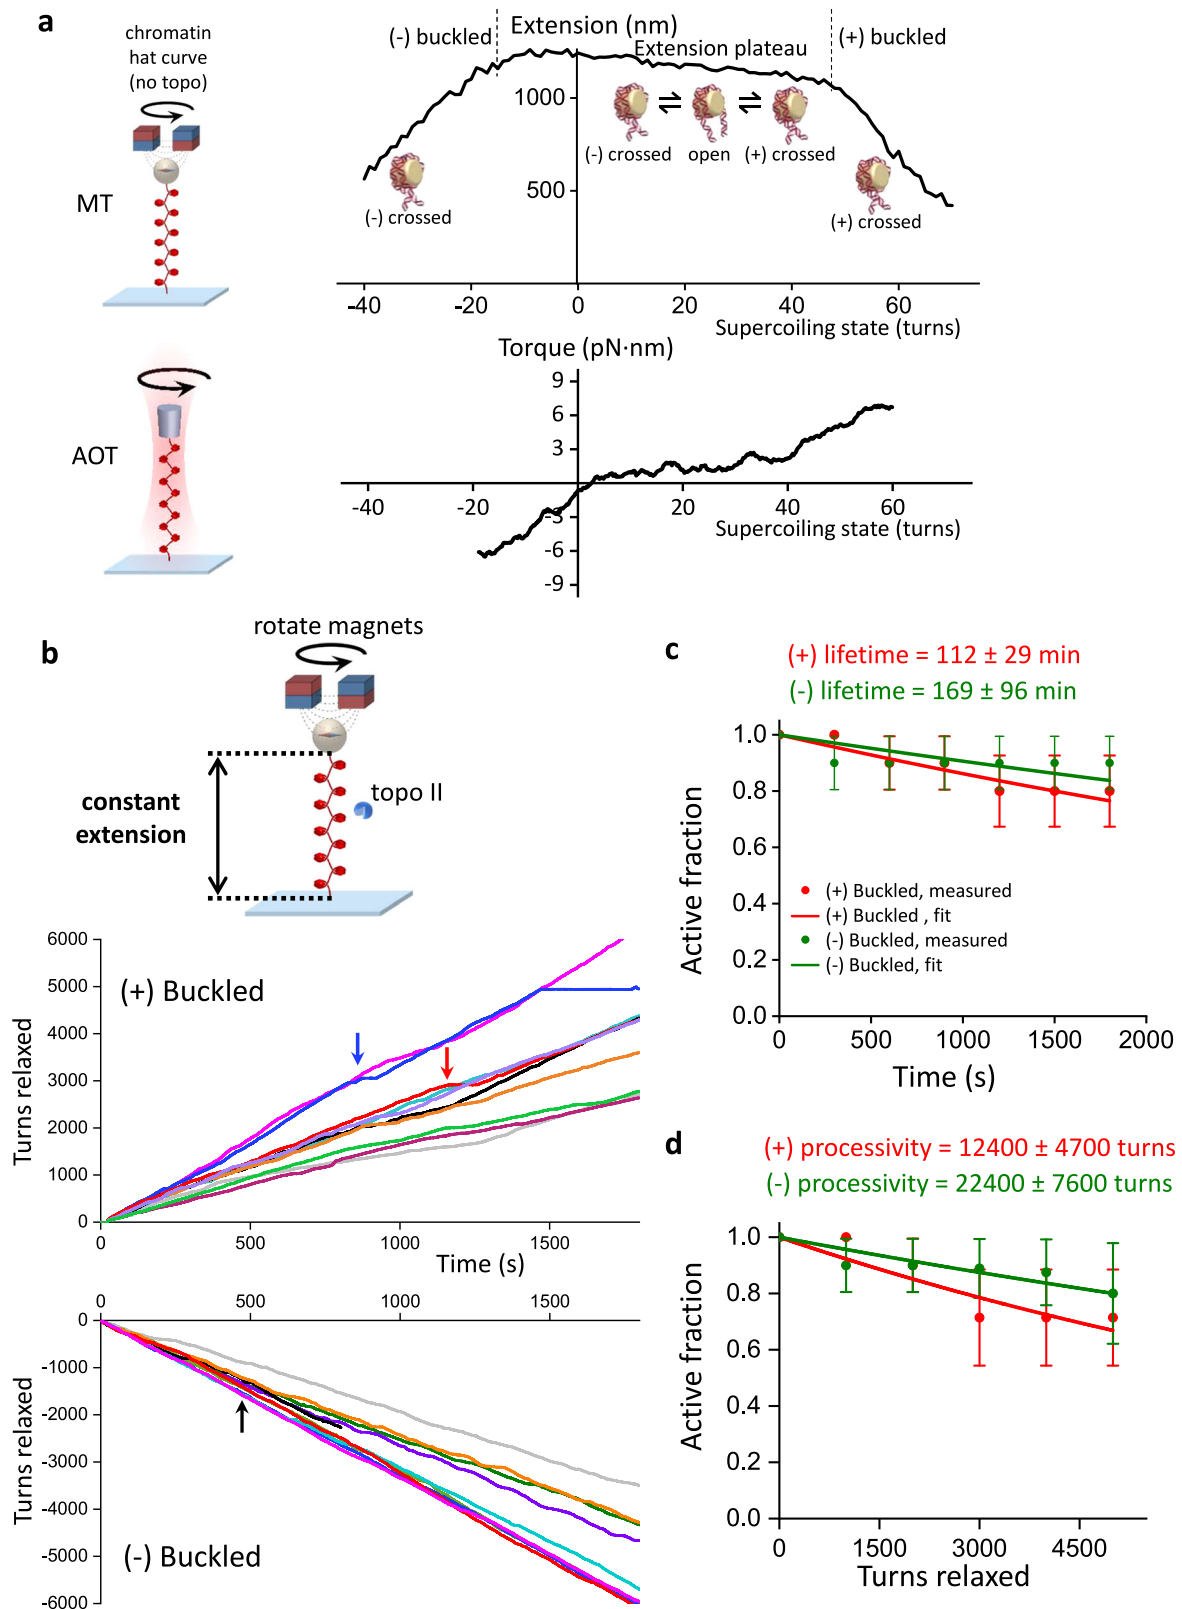 a
chromatin
hat curve
(no topo)
MT
(-) buckled
Extension (nm)
Extension plateau
(+) buckled
1000
500
(-) crossed
open
(+) crossed
(-) crossed
(+) crossed
-40
-20
0
20
40
60
Supercoiling state (turns)
AOT
Torque (pN·nm)
9
6
3
-3
-6
-9
-40
-20
20
40
60
Supercoiling state (turns)
b
rotate magnets
constant
extension
topo II
6000
5000
4000
3000
2000
1000
0
Turns relaxed
(+) Buckled
0
500
1000
1500
Time (s)
0
500
1000
1500
0
-1000
-2000
-3000
-4000
-5000
-6000
Turns relaxed
(-) Buckled
c
(+) lifetime = 112 ± 29 min
(-) lifetime = 169 ± 96 min
1.0
0.8
0.6
0.4
0.2
0.0
Active fraction
(+) Buckled, measured
(+) Buckled , fit
(-) Buckled, measured
(-) Buckled, fit
0
500
1000
1500
2000
Time (s)
d
(+) processivity = 12400 ± 4700 turns
(-) processivity = 22400 ± 7600 turns
1.0
0.8
0.6
0.4
0.2
0.0
Active fraction
0
1500
3000
4500
Turns relaxed